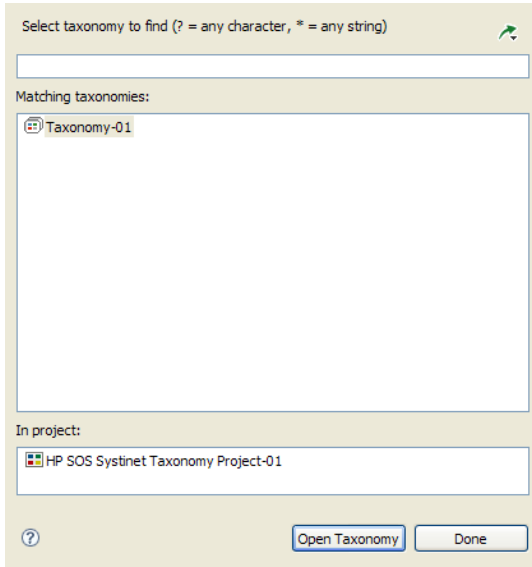 Select taxonomy to find (? = any character, * = any string)
Matching taxonomies:
Taxonomy-01
In project:
HP SOS Systinet Taxonomy Project-01
Open Taxonomy
Done